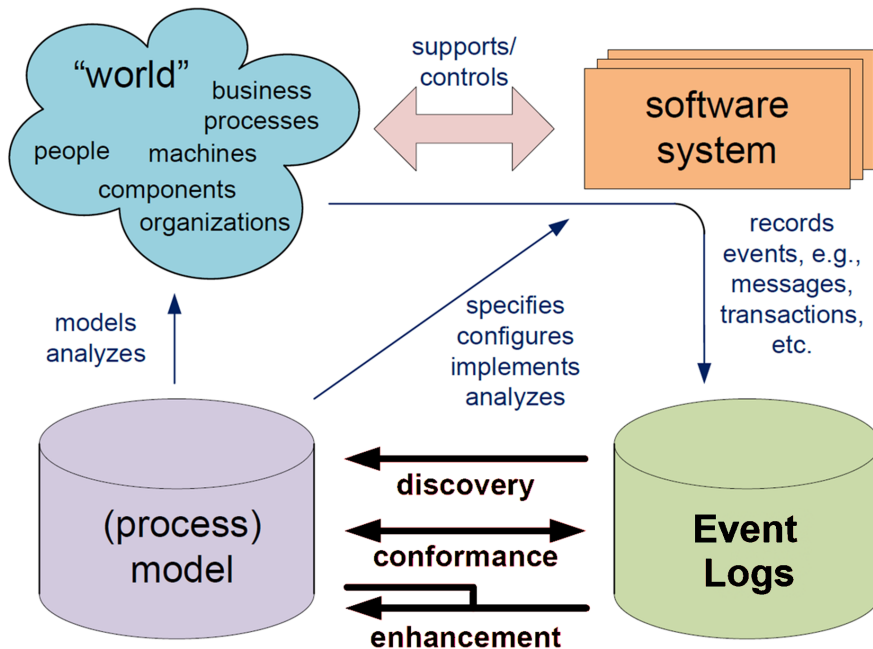 “world”
business
processes
people
machines
components
organizations
supports/
controls
software
system
records
events, e.g.,
messages,
transactions,
etc.
models
analyzes
specifies
configures
implements
analyzes
(process)
model
discovery
conformance
enhancement
Event
Logs